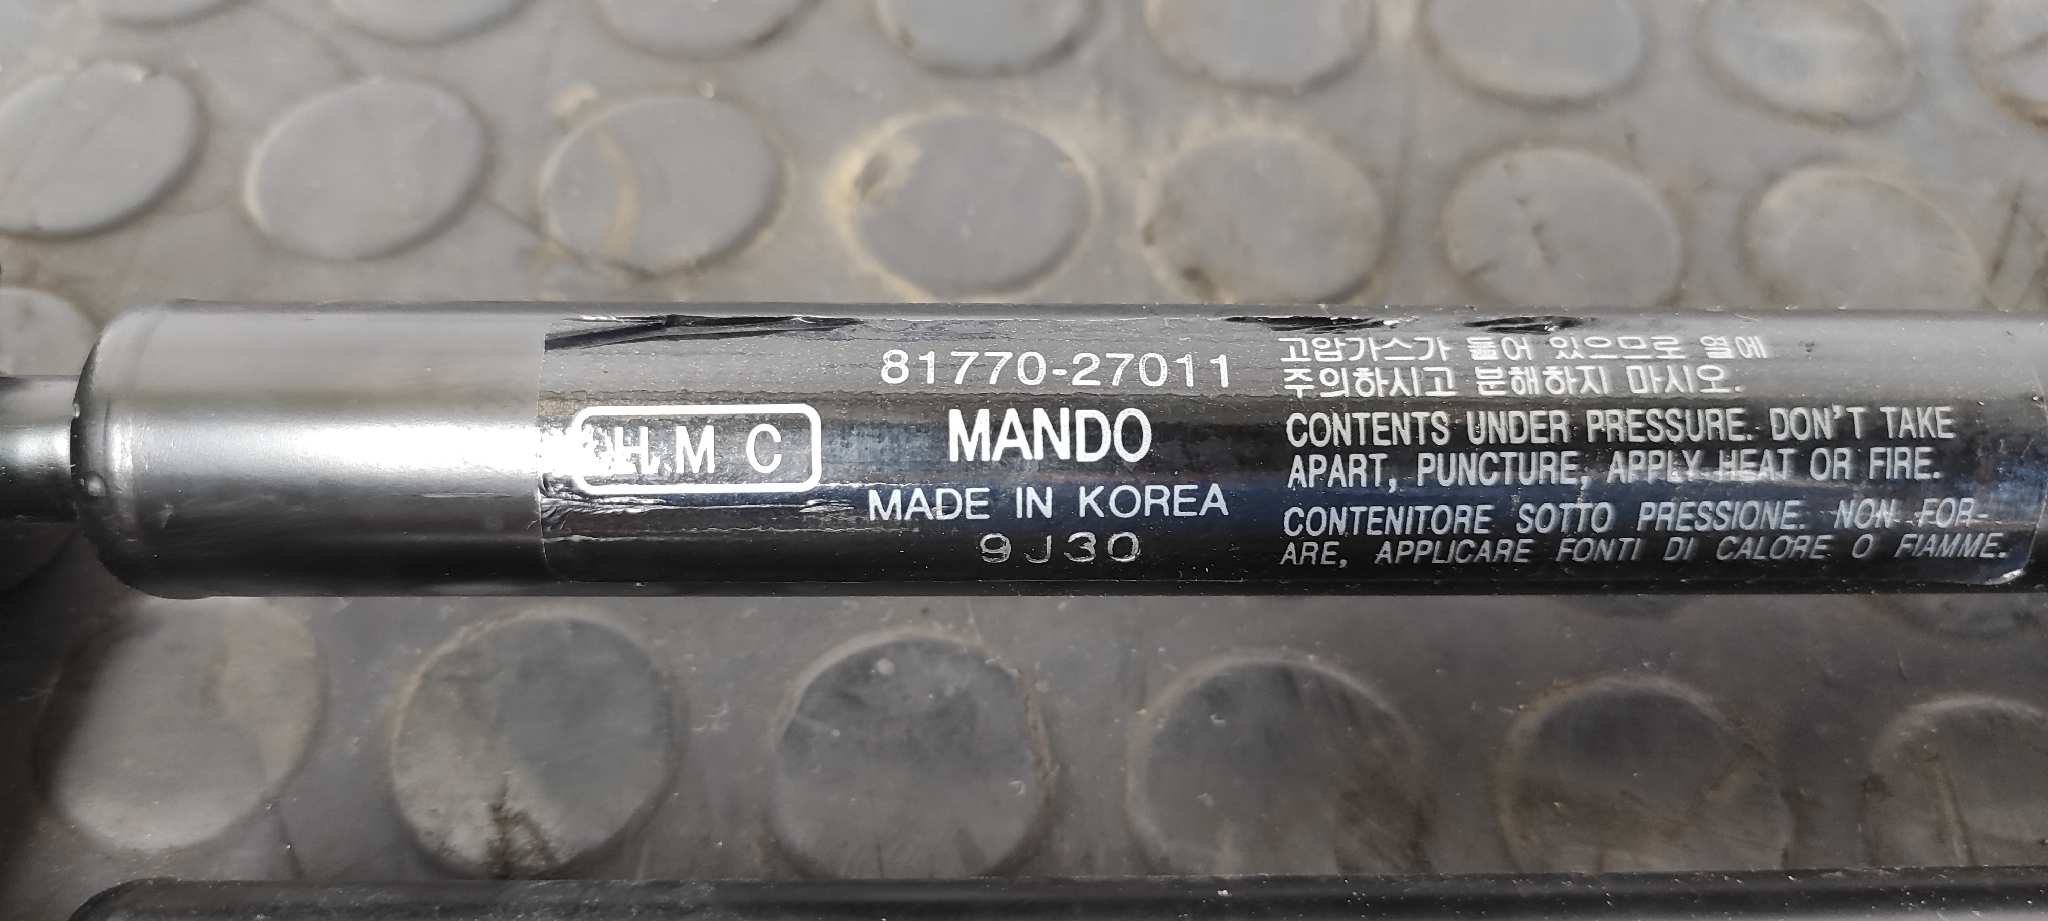 81770-27011
HMC
MANDO
MADE IN KOREA
9J30
고압가스가 들어 있으므로 열에
주의하시고 분해하지 마시오.
CONTENTS UNDER PRESSURE. DON'T TAKE
APART, PUNCTURE, APPLY HEAT OR FIRE.
CONTENITORE SOTTO PRESSIONE. NON FOR-
ARE, APPLICARE FONTI DI CALORE O FIAMME.